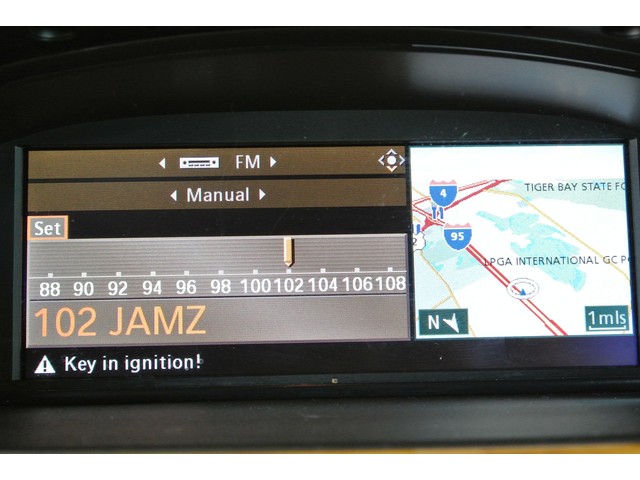 FM
Manual
Set
88 90 92 94 96 98 100 102 104 106 108
102 JAMZ
Key in ignition!
4
TIGER BAY STATE FO
95
LPGA INTERNATIONAL GC PO
2
N
1mls